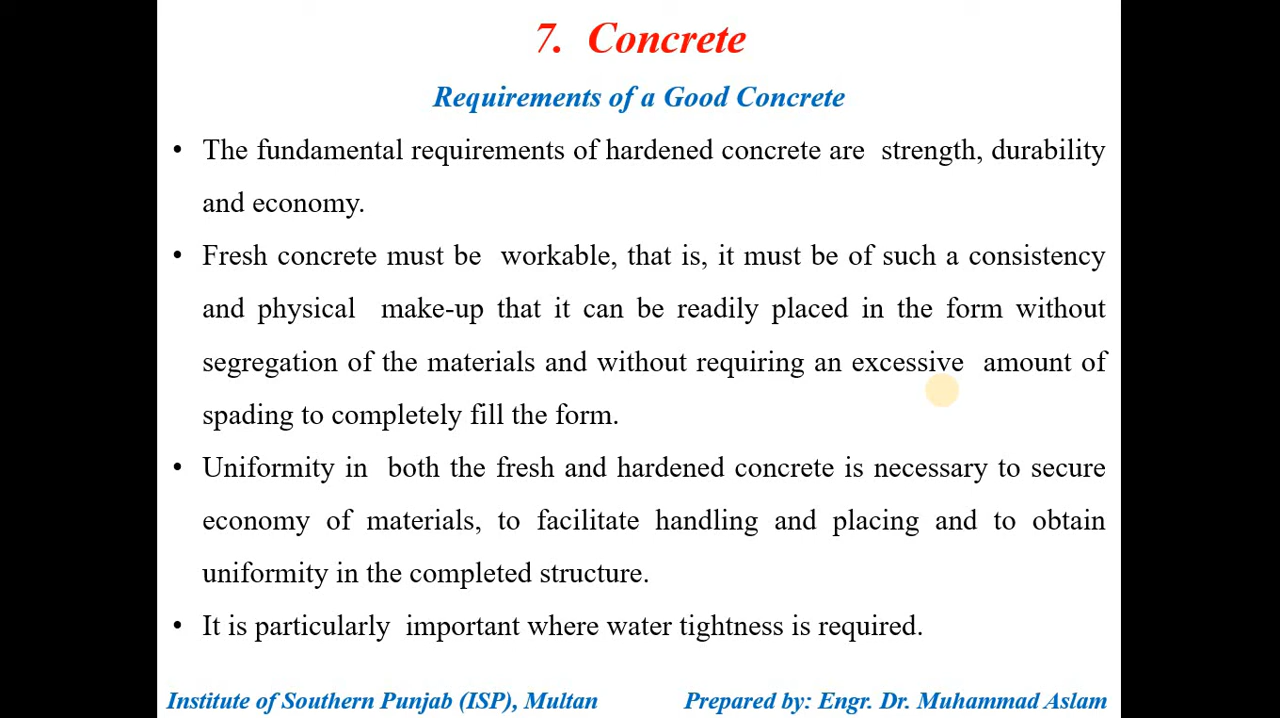 7. Concrete
Requirements of a Good Concrete
• The fundamental requirements of hardened concrete are strength, durability
and economy.
• Fresh concrete must be workable, that is, it must be of such a consistency
and physical make-up that it can be readily placed in the form without
segregation of the materials and without requiring an excessive amount of
spading to completely fill the form.
• Uniformity in both the fresh and hardened concrete is necessary to secure
economy of materials, to facilitate handling and placing and to obtain
uniformity in the completed structure.
• It is particularly important where water tightness is required.
Institute of Southern Punjab (ISP), Multan Prepared by: Engr. Dr. Muhammad Aslam